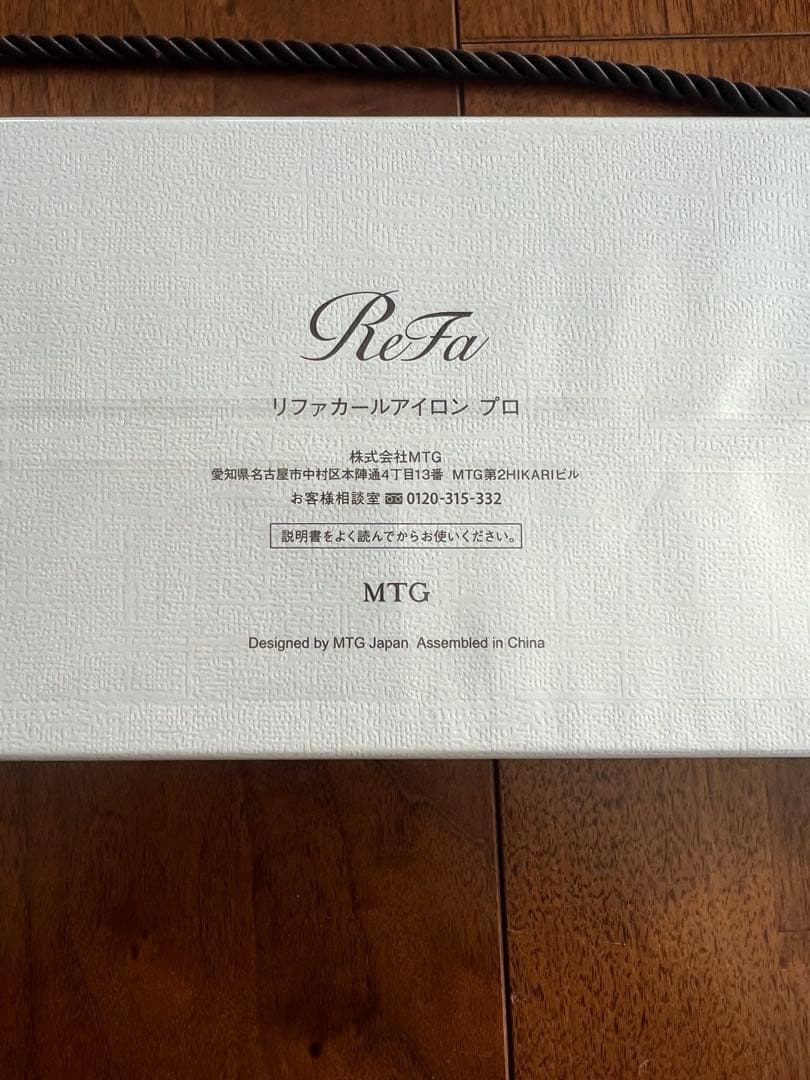 ReFa
リファカールアイロン プロ
株式会社MTG
愛知県名古屋市中村区本陣通4丁目13番 MTG第2HIKARIビル
お客様相談室 0120-315-332
説明書をよく読んでからお使いください。
MTG
Designed by MTG Japan Assembled in China